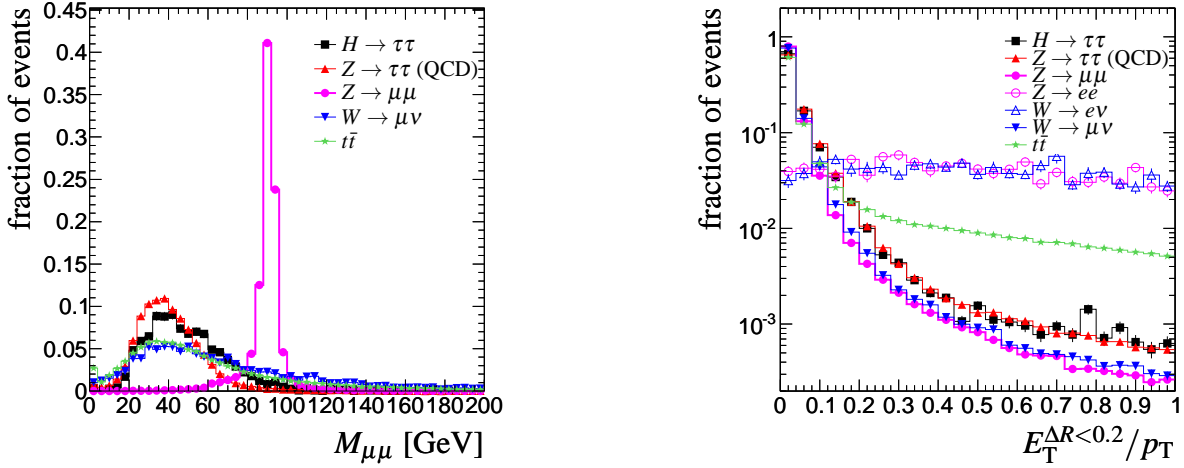 fraction of events
0.45
0.4
0.35
0.3
0.25
0.2
0.15
0.1
0.05
0
H → ττ
Z → ττ (QCD)
Z → μμ
W → μν
tt̄
0 20 40 60 80 100 120 140 160 180 200
M_μμ [GeV]
fraction of events
1
10⁻¹
10⁻²
10⁻³
H → ττ
Z → ττ (QCD)
Z → μμ
Z → ee
W → eν
W → μν
tt̄
0 0.1 0.2 0.3 0.4 0.5 0.6 0.7 0.8 0.9 1
E_T^{ΔR<0.2}/p_T